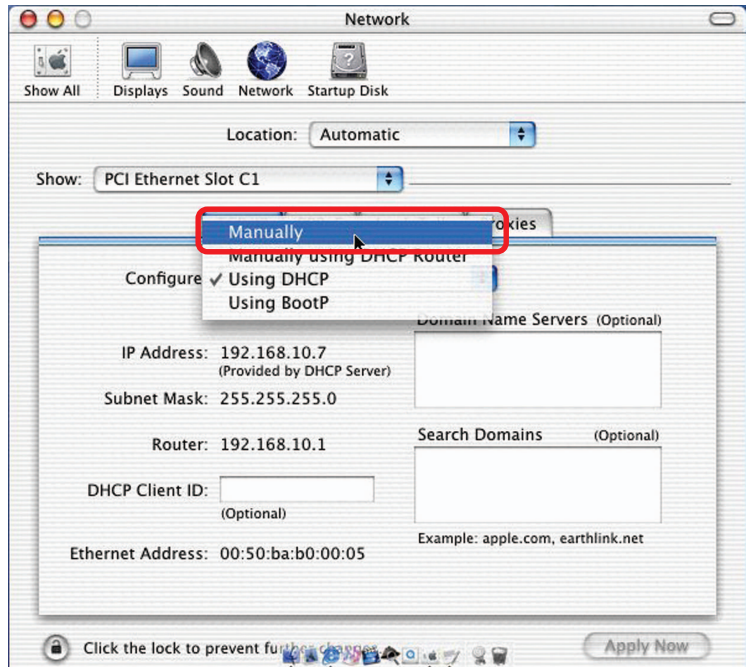 Network
Show All Displays Sound Network Startup Disk
Location: Automatic
Show: PCI Ethernet Slot C1
Manually
Proxies
Manually using DHCP Router
Configure ✓ Using DHCP
Using BootP
Domain Name Servers (Optional)
IP Address: 192.168.10.7
(Provided by DHCP Server)
Subnet Mask: 255.255.255.0
Router: 192.168.10.1
Search Domains (Optional)
DHCP Client ID:
(Optional)
Example: apple.com, earthlink.net
Ethernet Address: 00:50:ba:b0:00:05
Click the lock to prevent further changes.
Apply Now